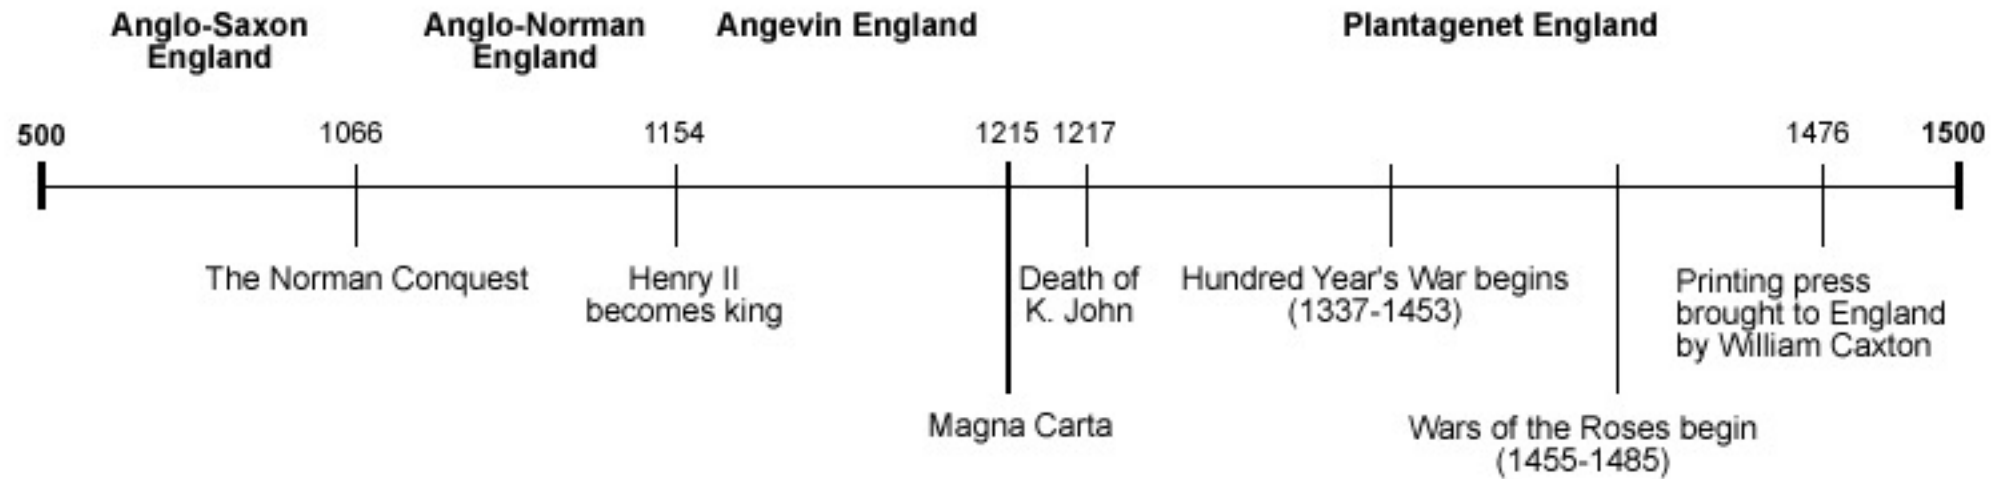 Anglo-Saxon
England
Anglo-Norman
England
Angevin England
Plantagenet England
500
1066
1154
1215
1217
1476
1500
The Norman Conquest
Henry II
becomes king
Death of
K. John
Hundred Year's War begins
(1337-1453)
Printing press
brought to England
by William Caxton
Magna Carta
Wars of the Roses begin
(1455-1485)